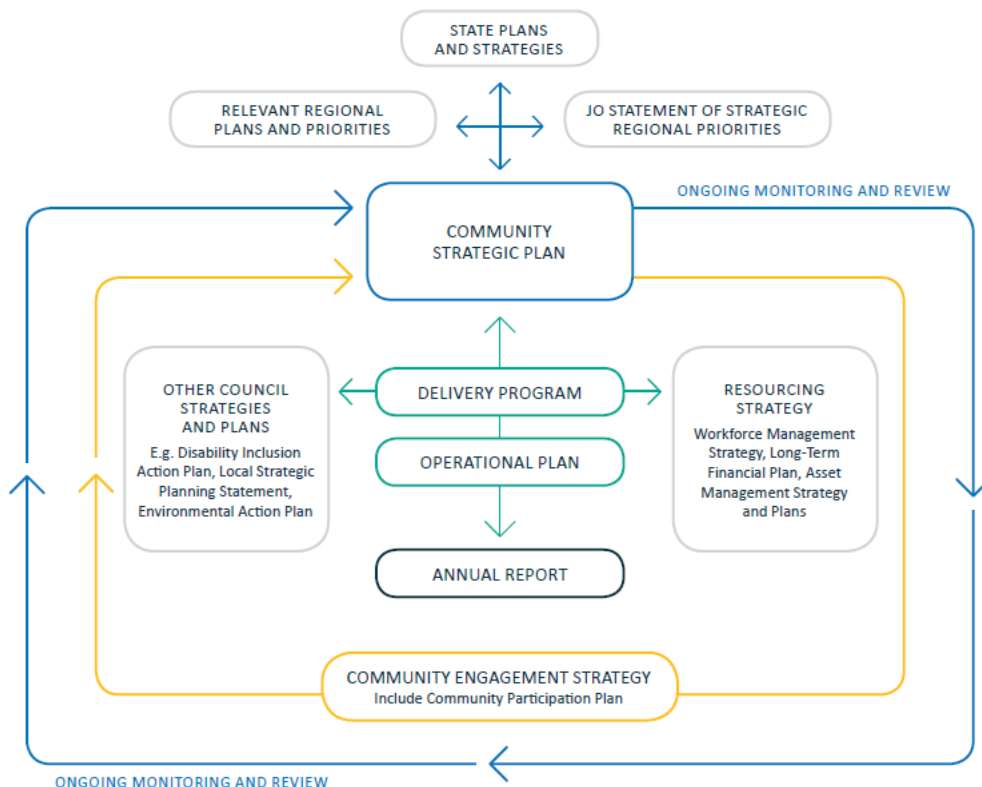 STATE PLANS
AND STRATEGIES
RELEVANT REGIONAL
PLANS AND PRIORITIES
JO STATEMENT OF STRATEGIC
REGIONAL PRIORITIES
ONGOING MONITORING AND REVIEW
COMMUNITY
STRATEGIC PLAN
OTHER COUNCIL
STRATEGIES
AND PLANS
E.g. Disability Inclusion
Action Plan, Local Strategic
Planning Statement,
Environmental Action Plan
DELIVERY PROGRAM
OPERATIONAL PLAN
ANNUAL REPORT
RESOURCING
STRATEGY
Workforce Management
Strategy, Long-Term
Financial Plan, Asset
Management Strategy
and Plans
COMMUNITY ENGAGEMENT STRATEGY
Include Community Participation Plan
ONGOING MONITORING AND REVIEW